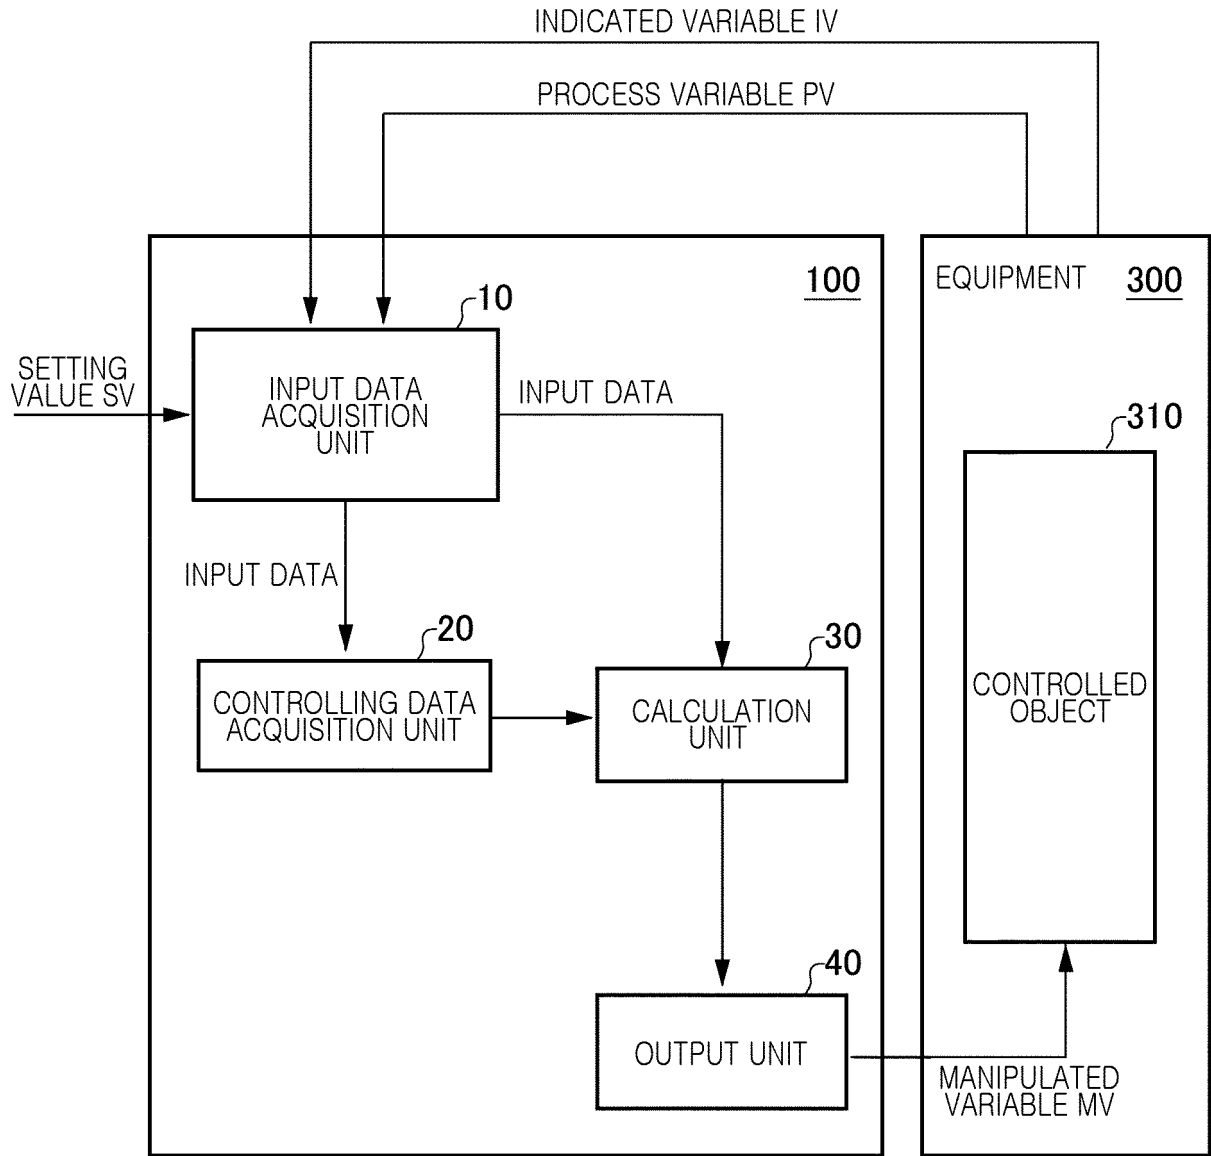 INDICATED VARIABLE IV
PROCESS VARIABLE PV
100
EQUIPMENT 300
10
SETTING
VALUE SV
INPUT DATA
ACQUISITION
UNIT
INPUT DATA
310
INPUT DATA
20
30
CONTROLLING DATA
ACQUISITION UNIT
CALCULATION
UNIT
CONTROLLED
OBJECT
40
OUTPUT UNIT
MANIPULATED
VARIABLE MV